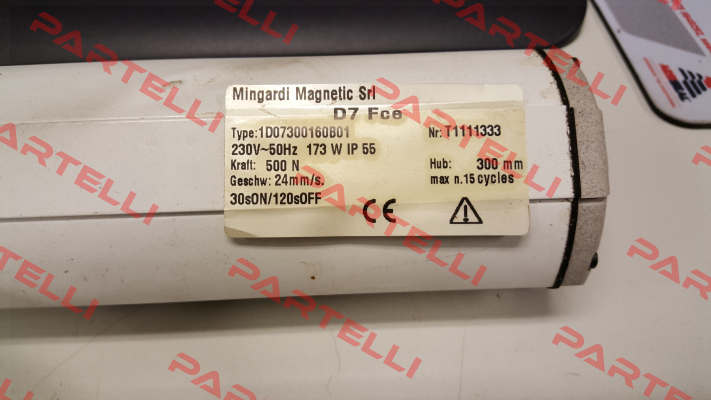 Mingardi Magnetic Srl
D7 Fce
Type:1D07300160B01 Nr: T1111333
230V~50Hz 173 W IP 55
Kraft: 500 N Hub: 300 mm
Geschw: 24mm/s. max n.15 cycles
30sON/120sOFF
CE
PARTELLI
PARTELLI
PARTELLI
PARTELLI
PARTELLI
PARTELLI
PARTELLI
PARTELLI
PARTELLI